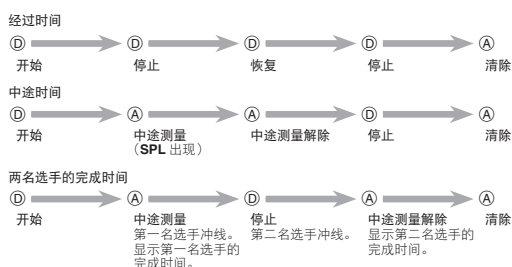 经过时间
Ⓓ Ⓓ Ⓓ Ⓓ Ⓐ
开始 停止 恢复 停止 清除
中途时间
Ⓓ Ⓐ Ⓐ Ⓓ Ⓐ
开始 中途测量 中途测量解除 停止 清除
（SPL 出现）
两名选手的完成时间
Ⓓ Ⓐ Ⓓ Ⓐ Ⓐ
开始 中途测量 停止 中途测量解除 清除
第一名选手冲线。 第二名选手冲线。 显示第二名选手的
显示第一名选手的 完成时间。
完成时间。